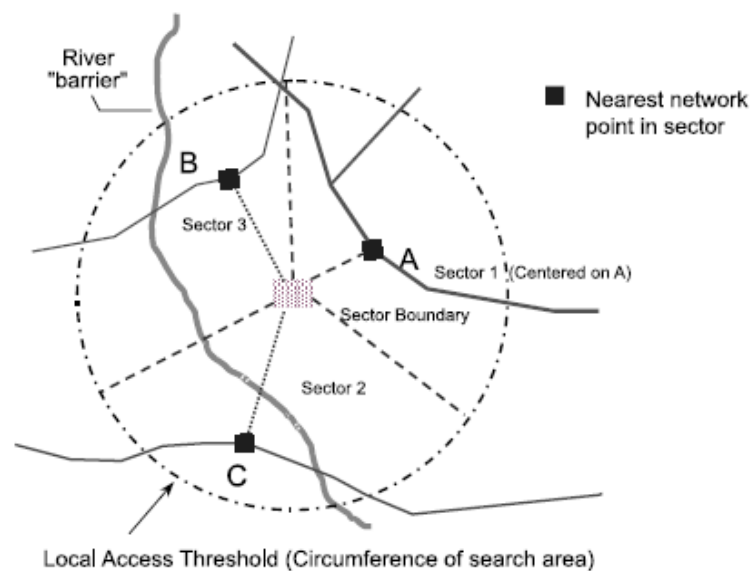 River
"barrier"
Nearest network
point in sector
B
Sector 3
A
Sector 1 (Centered on A)
Sector Boundary
Sector 2
C
Local Access Threshold (Circumference of search area)